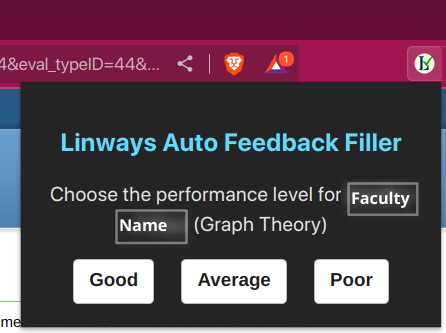 4&eval_typeID=44&...
1
Linways Auto Feedback Filler
Choose the performance level for Faculty
Name (Graph Theory)
Good Average Poor
me